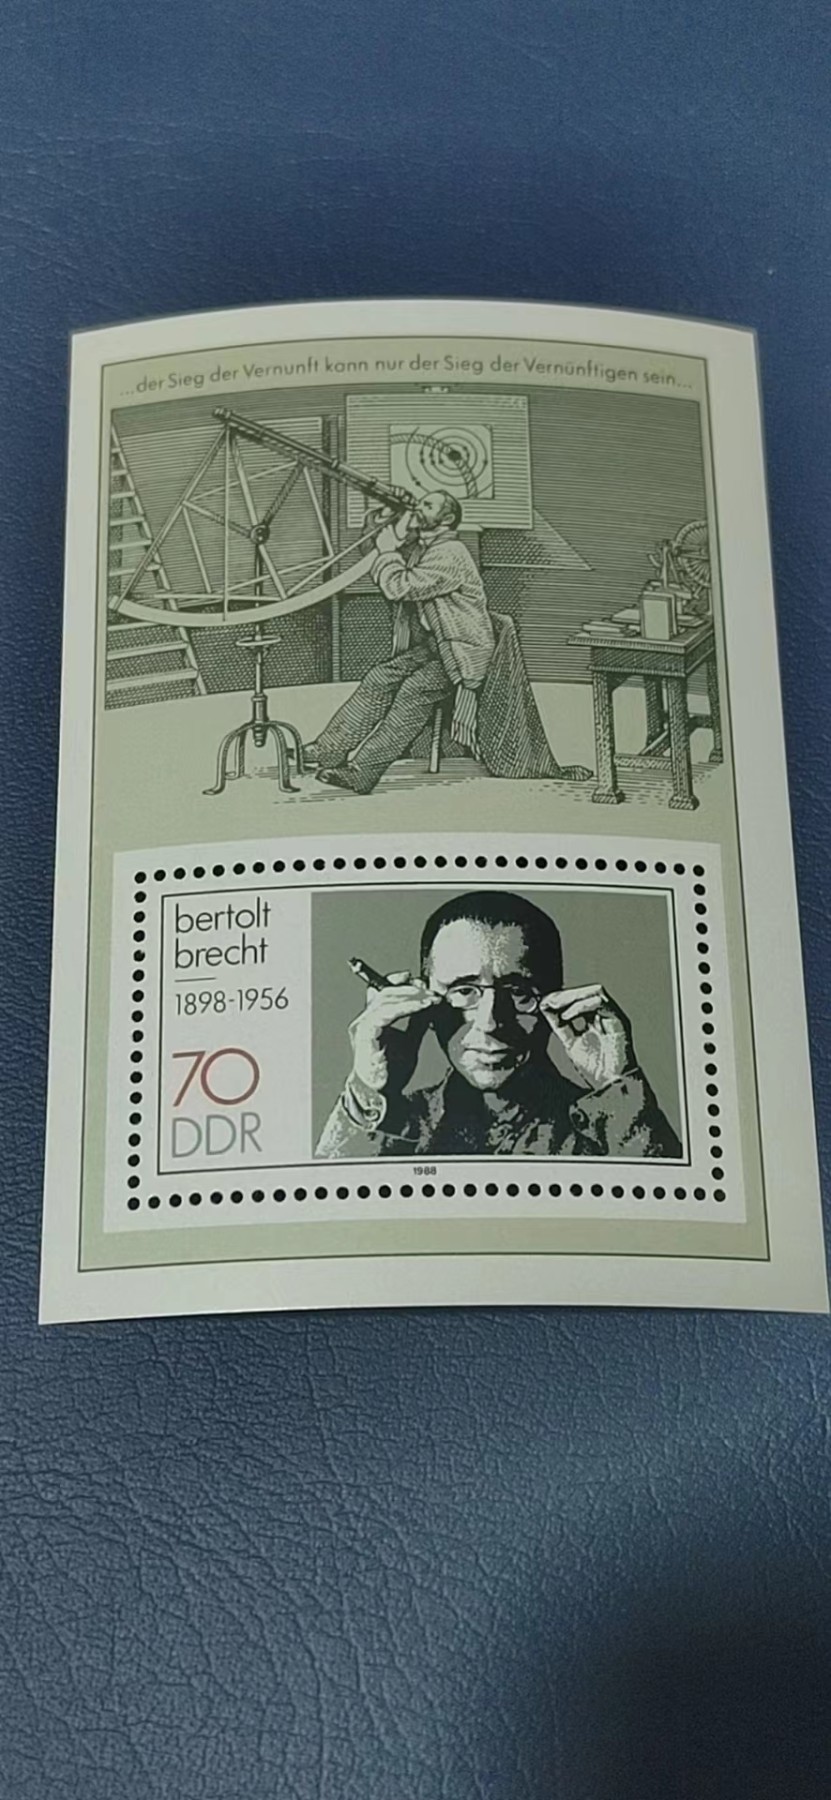 ...der Sieg der Vernunft kann nur der Sieg der Vernünftigen sein...
bertolt
brecht
1898-1956
70
DDR
1988